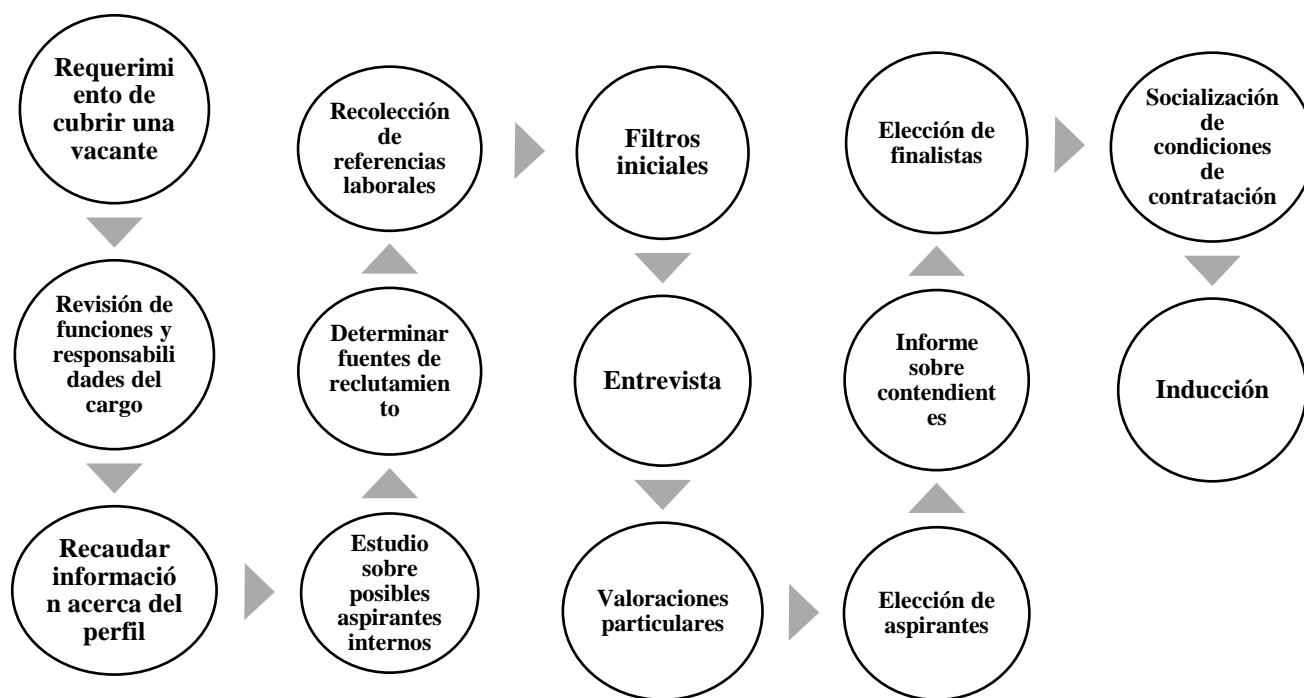 Requerimi
ento de
cubrir una
vacante
Revisión de
funciones y
responsabili
dades del
cargo
Recaudar
informació
n acerca del
perfil
Estudio
sobre
posibles
aspirantes
internos
Determinar
fuentes de
reclutamien
to
Recolección
de
referencias
laborales
Filtros
iniciales
Entrevista
Valoraciones
particulares
Elección de
aspirantes
Informe
sobre
contendient
es
Elección de
finalistas
Socialización
de
condiciones
de
contratación
Inducción